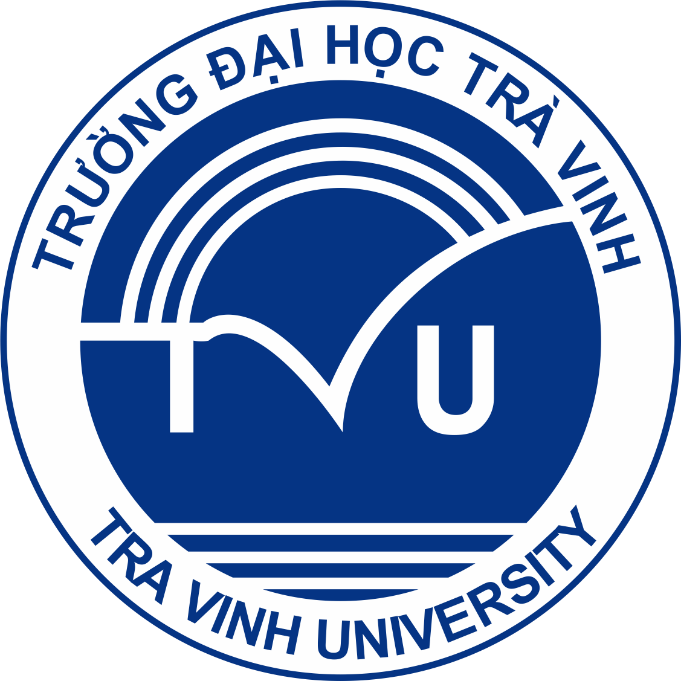 TRƯỜNG ĐẠI HỌC TRÀ VINH
TVU
TRA VINH UNIVERSITY